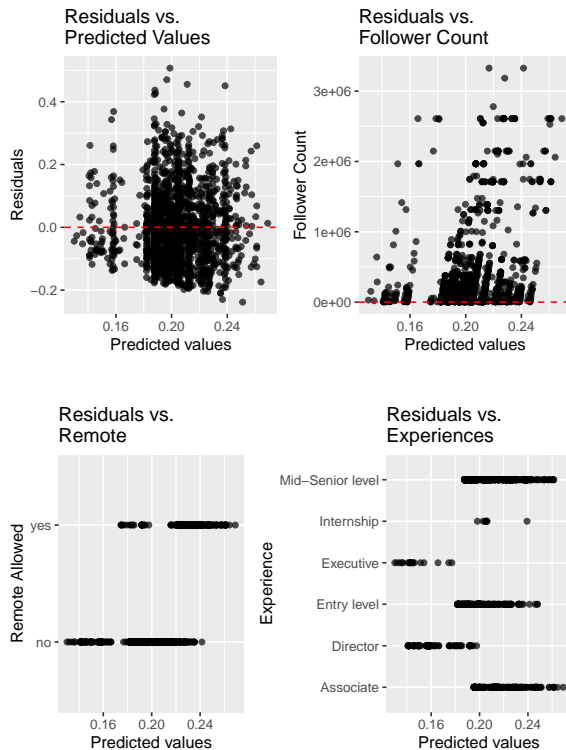 Residuals vs.
Predicted Values
Residuals
0.4
0.2
0.0
−0.2
0.16
0.20
0.24
Predicted values
Residuals vs.
Follower Count
Follower Count
3e+06
2e+06
1e+06
0e+00
0.16
0.20
0.24
Predicted values
Residuals vs.
Remote
Remote Allowed
yes
no
0.16
0.20
0.24
Predicted values
Residuals vs.
Experiences
Experience
Mid−Senior level
Internship
Executive
Entry level
Director
Associate
0.16
0.20
0.24
Predicted values